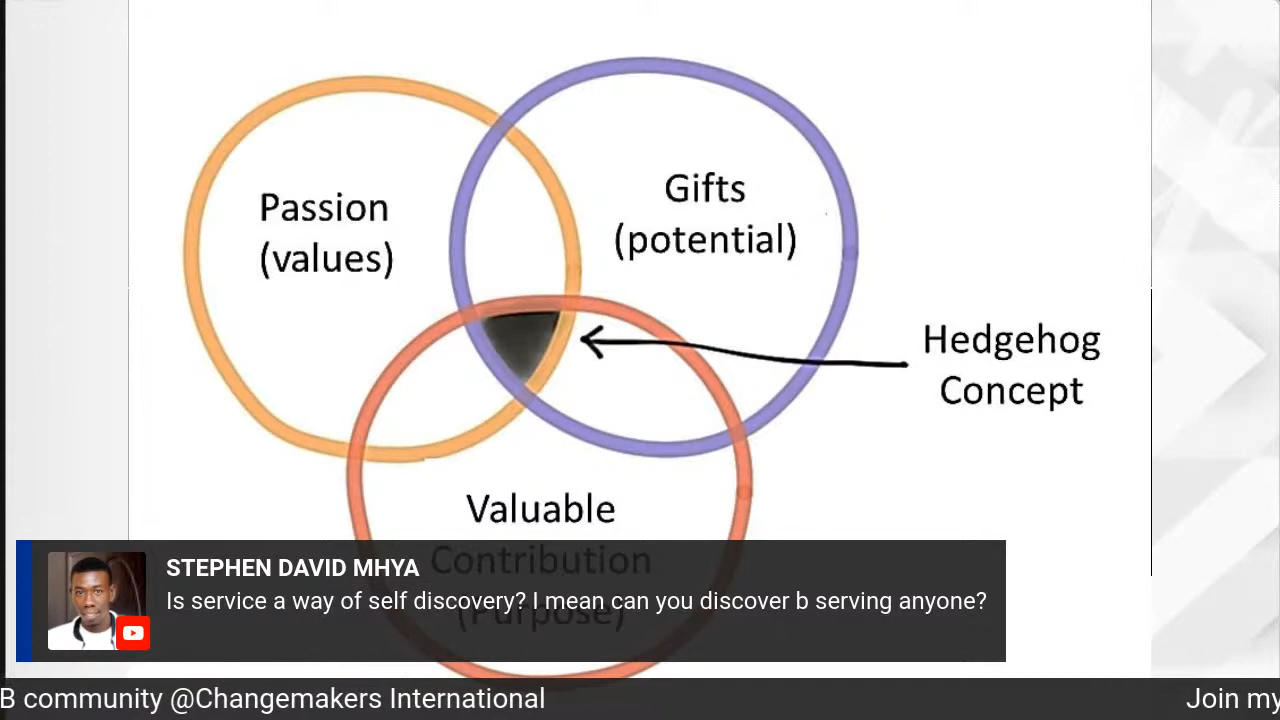 Passion
(values)
Gifts
(potential)
Hedgehog
Concept
Valuable
Contribution
(Purpose)
STEPHEN DAVID MHYA
Is service a way of self discovery? I mean can you discover b serving anyone?
B community @Changemakers International
Join my